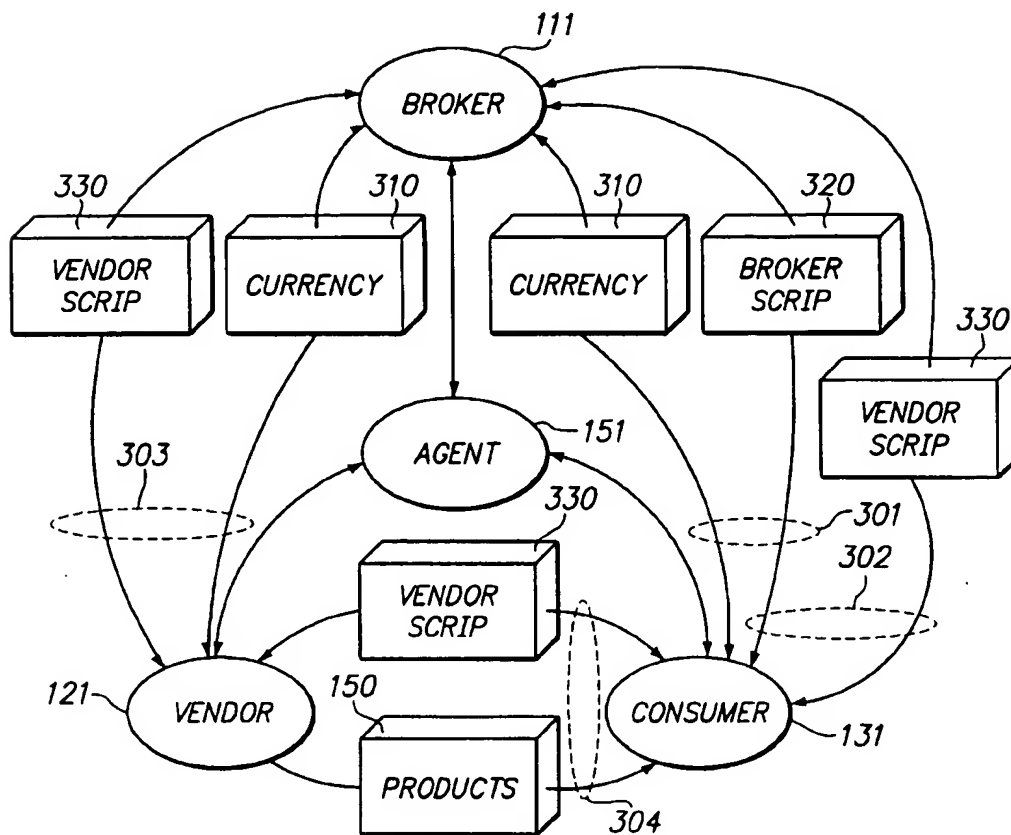 111
BROKER
330
310
310
320
VENDOR
SCRIP
CURRENCY
CURRENCY
BROKER
SCRIP
330
VENDOR
SCRIP
151
AGENT
303
330
301
302
VENDOR
SCRIP
121
VENDOR
150
CONSUMER
131
PRODUCTS
304